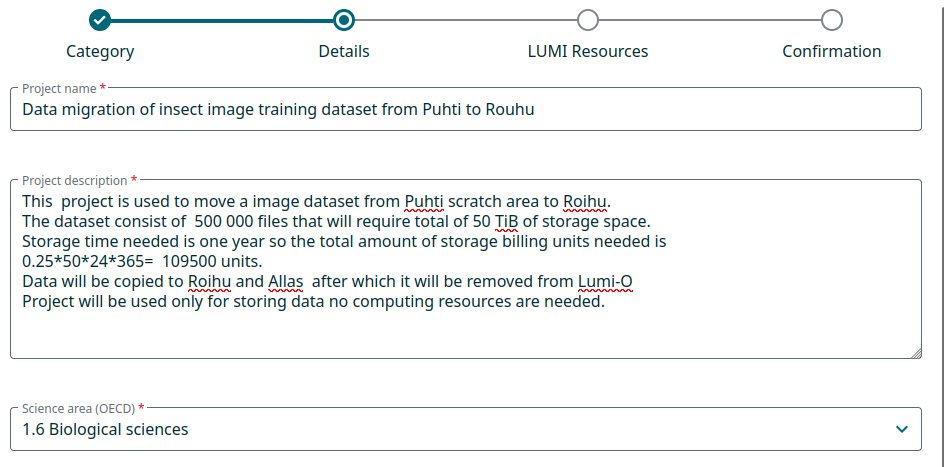 Category
Details
LUMI Resources
Confirmation
Project name *
Data migration of insect image training dataset from Puhti to Rouhu
Project description *
This  project is used to move a image dataset from Puhti scratch area to Roihu.
The dataset consist of  500 000 files that will require total of 50 TiB of storage space.
Storage time needed is one year so the total amount of storage billing units needed is
0.25*50*24*365=  109500 units.
Data will be copied to Roihu and Allas  after which it will be removed from Lumi-O
Project will be used only for storing data no computing resources are needed.
Science area (OECD) *
1.6 Biological sciences